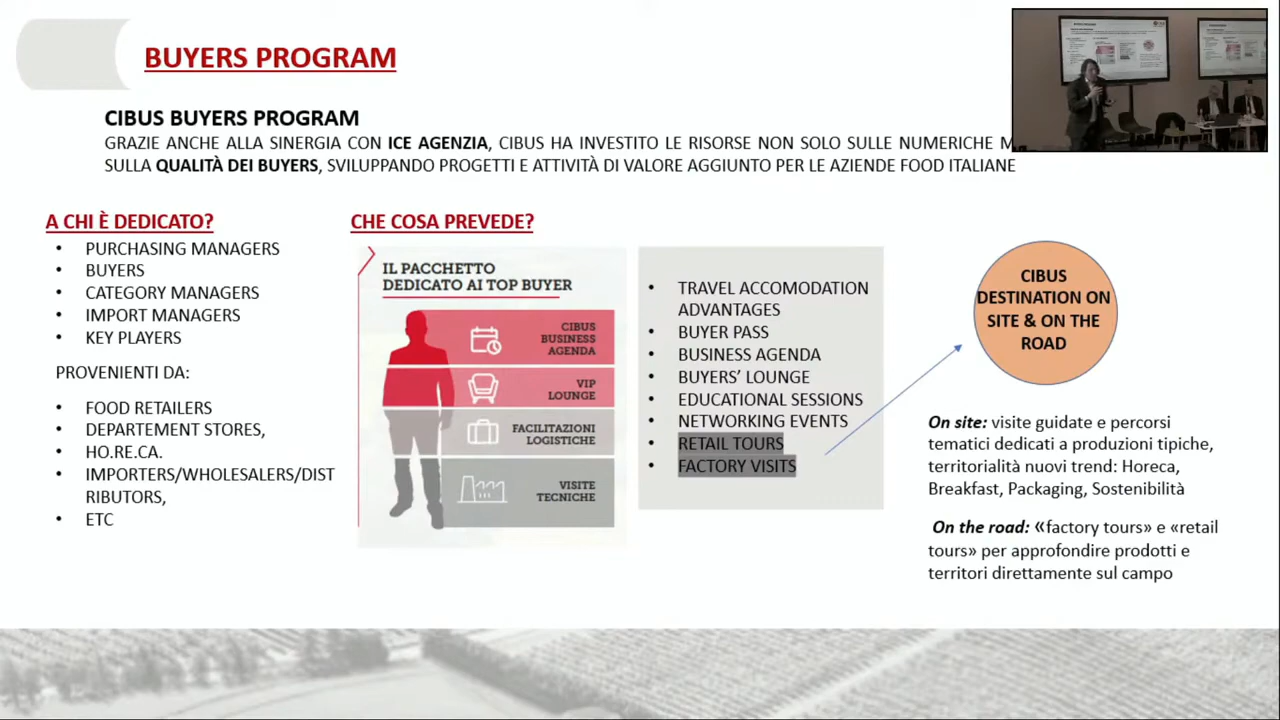 BUYERS PROGRAM
CIBUS BUYERS PROGRAM
GRAZIE ANCHE ALLA SINERGIA CON ICE AGENZIA, CIBUS HA INVESTITO LE RISORSE NON SOLO SULLE NUMERICHE
SULLA QUALITÀ DEI BUYERS, SVILUPPANDO PROGETTI E ATTIVITÀ DI VALORE AGGIUNTO PER LE AZIENDE FOOD ITALIANE
A CHI È DEDICATO?
• PURCHASING MANAGERS
• BUYERS
• CATEGORY MANAGERS
• IMPORT MANAGERS
• KEY PLAYERS
PROVENIENTI DA:
• FOOD RETAILERS
• DEPARTEMENT STORES,
• HO.RE.CA.
• IMPORTERS/WHOLESALERS/DIST
RIBUTORS,
• ETC
CHE COSA PREVEDE?
IL PACCHETTO
DEDICATO AI TOP BUYER
CIBUS
BUSINESS
AGENDA
VIP
LOUNGE
FACILITAZIONI
LOGISTICHE
VISITE
TECNICHE
• TRAVEL ACCOMODATION
ADVANTAGES
• BUYER PASS
• BUSINESS AGENDA
• BUYERS' LOUNGE
• EDUCATIONAL SESSIONS
• NETWORKING EVENTS
• RETAIL TOURS
• FACTORY VISITS
CIBUS
DESTINATION ON
SITE & ON THE
ROAD
On site: visite guidate e percorsi
tematici dedicati a produzioni tipiche,
territorialità nuovi trend: Horeca,
Breakfast, Packaging, Sostenibilità
On the road: «factory tours» e «retail
tours» per approfondire prodotti e
territori direttamente sul campo